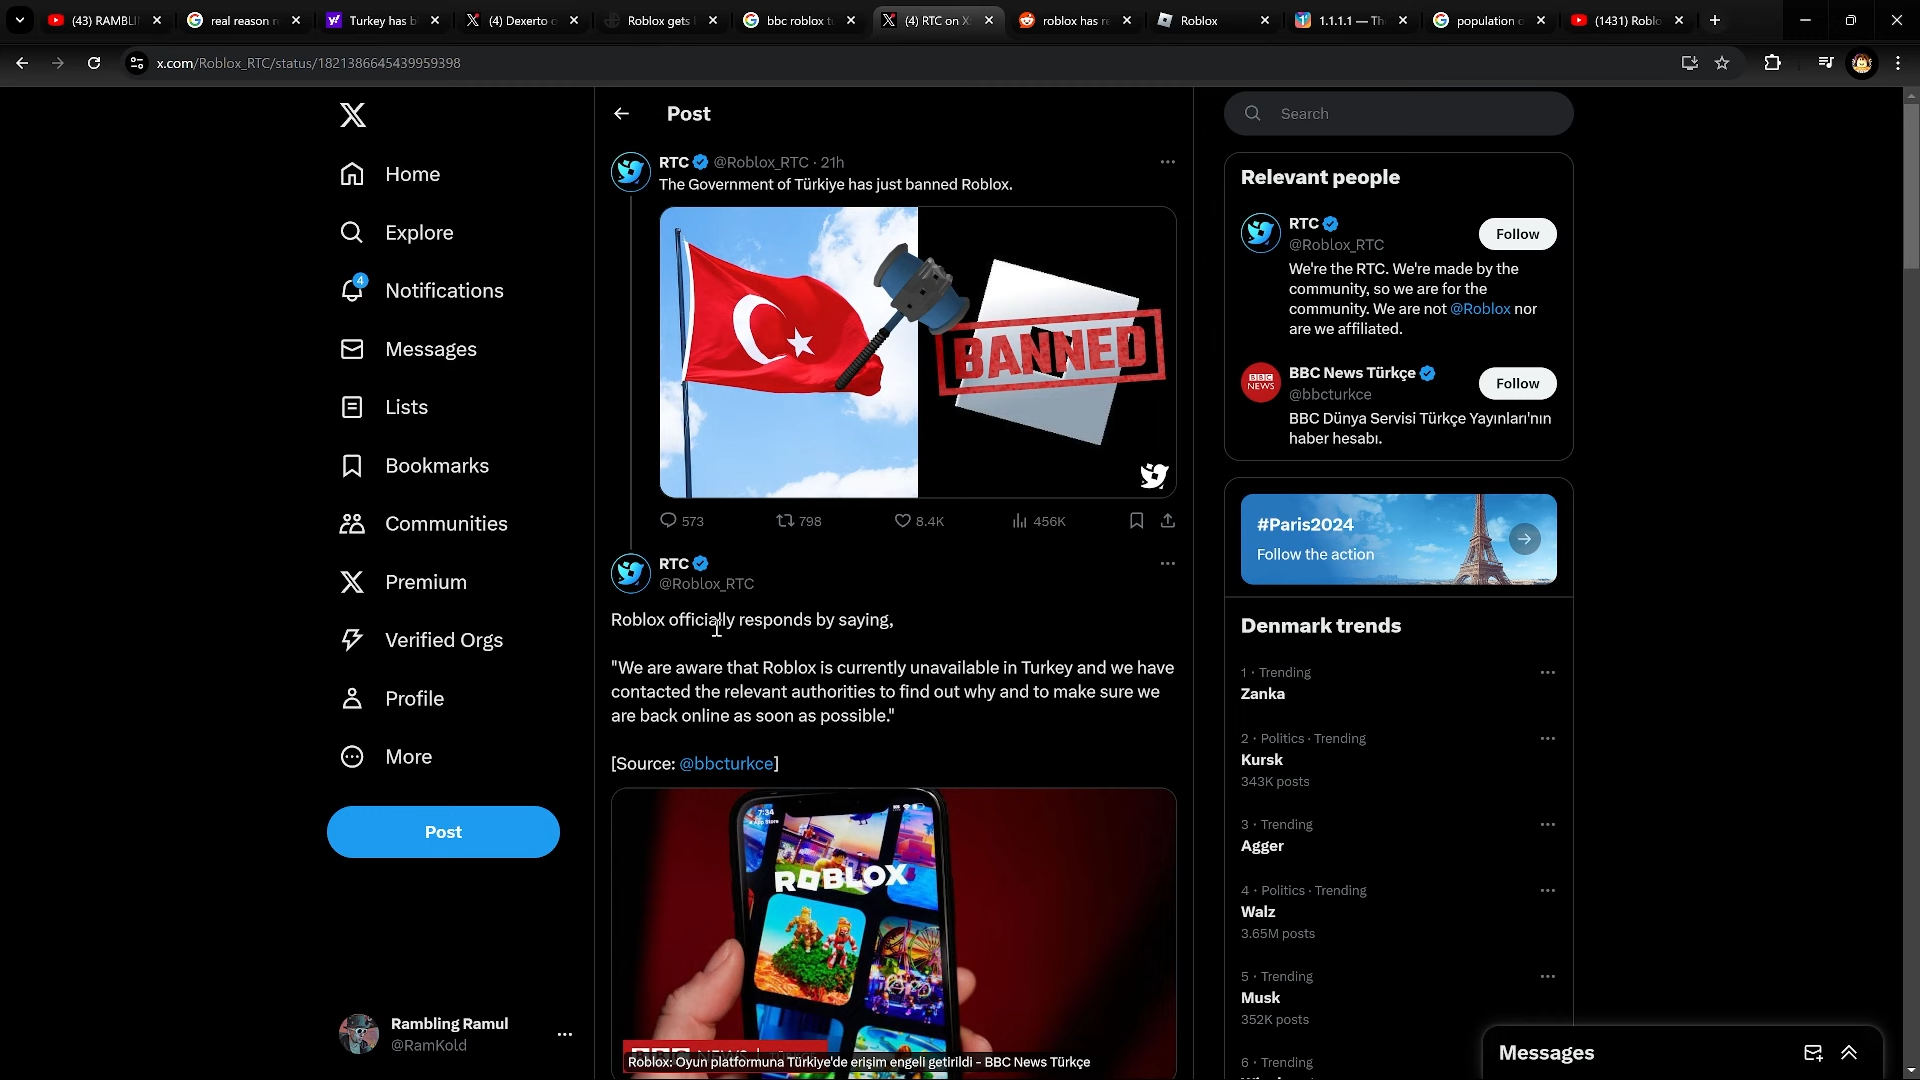 (43) RAMBLI
real reason r
Turkey has b
(4) Dexerto o
Roblox gets
bbc roblox t
(4) RTC on X
roblox has r
Roblox
1.1.1.1 — Th
population o
(1431) Roblo
x.com/Roblox_RTC/status/1821386645439959398
Home
Explore
4
Notifications
Messages
Lists
Bookmarks
Communities
Premium
Verified Orgs
Profile
More
Post
Rambling Ramul
@RamKold
Post
RTC @Roblox_RTC · 21h
The Government of Türkiye has just banned Roblox.
BANNED
573 798 8.4K 456K
RTC
@Roblox_RTC
Roblox officially responds by saying,
"We are aware that Roblox is currently unavailable in Turkey and we have
contacted the relevant authorities to find out why and to make sure we
are back online as soon as possible."
[Source: @bbcturkce]
7:34
App Store
ROBLOX
BBC NEWS
Roblox: Oyun platformuna Türkiye'de erişim engeli getirildi - BBC News Türkçe
Search
Relevant people
RTC
@Roblox_RTC
Follow
We're the RTC. We're made by the
community, so we are for the
community. We are not @Roblox nor
are we affiliated.
BBC
NEWS
BBC News Türkçe
@bbcturkce
Follow
BBC Dünya Servisi Türkçe Yayınları'nın
haber hesabı.
#Paris2024
Follow the action
Denmark trends
1 · Trending
Zanka
2 · Politics · Trending
Kursk
343K posts
3 · Trending
Agger
4 · Politics · Trending
Walz
3.65M posts
5 · Trending
Musk
352K posts
6 · Trending
Messages